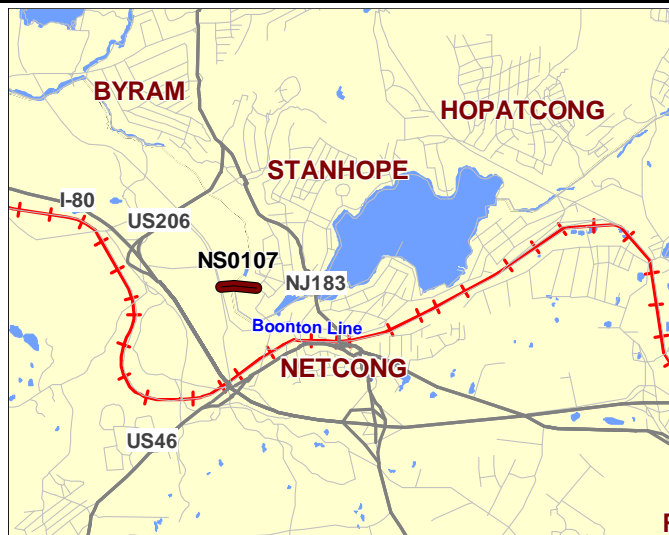 BYRAM
HOPATCONG
STANHOPE
I-80
US206
NS0107
NJ183
Boonton Line
NETCONG
US46